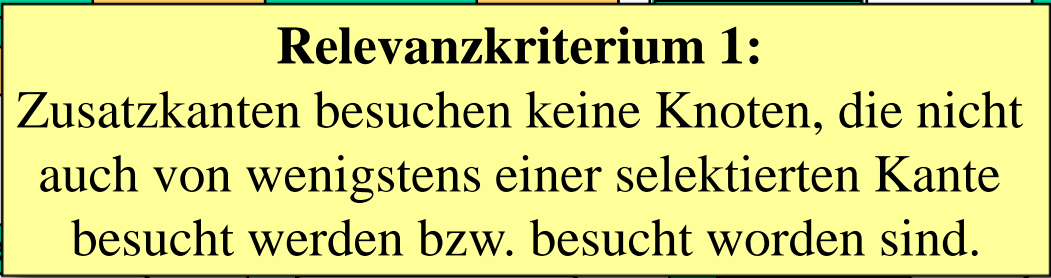 Relevanzkriterium 1:
Zusatzkanten besuchen keine Knoten, die nicht
auch von wenigstens einer selektierten Kante
besucht werden bzw. besucht worden sind.